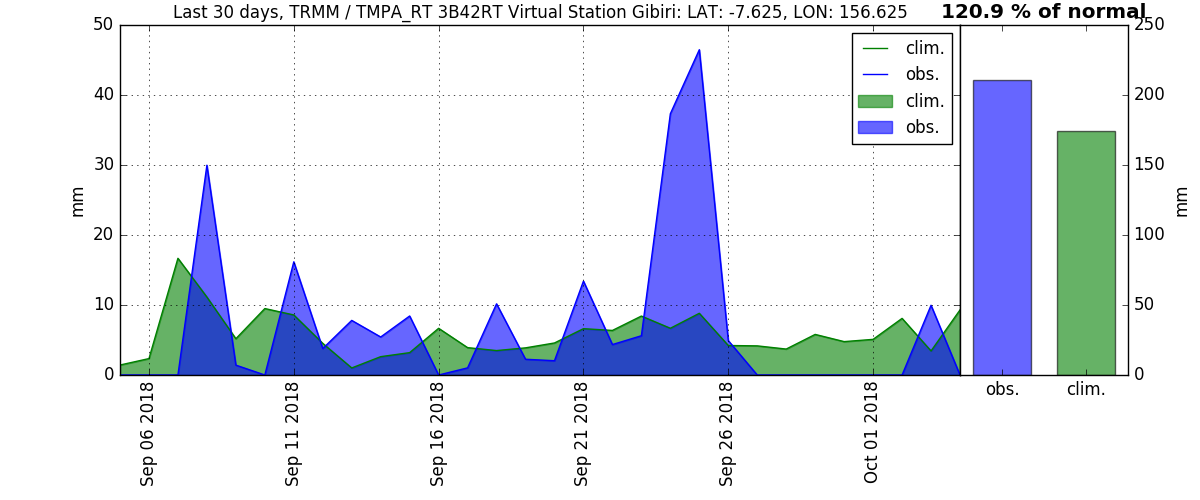 Last 30 days, TRMM / TMPA_RT 3B42RT Virtual Station Gibiri: LAT: -7.625, LON: 156.625
120.9 % of normal
50
40
30
20
10
0
mm
clim.
obs.
clim.
obs.
250
200
150
100
50
0
mm
obs.
clim.
Sep 06 2018
Sep 11 2018
Sep 16 2018
Sep 21 2018
Sep 26 2018
Oct 01 2018